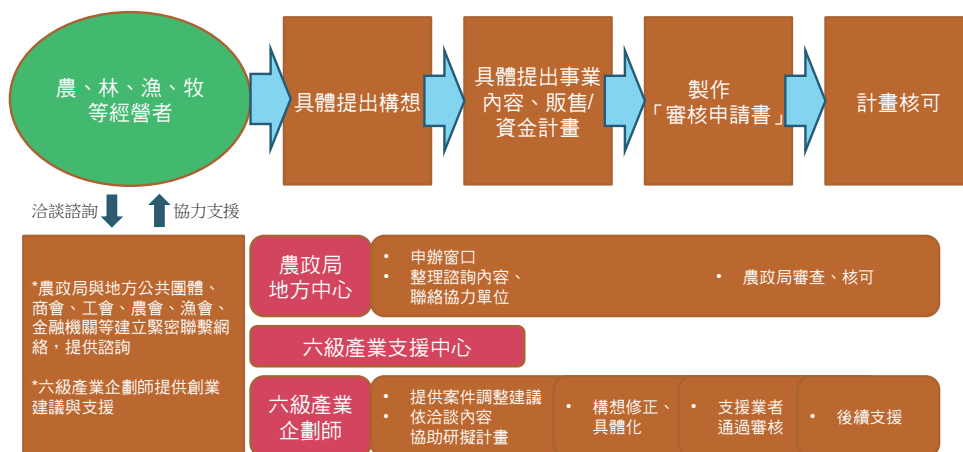 農、林、漁、牧
等經營者
具體提出構想
具體提出事業
內容、販售/
資金計畫
製作
「審核申請書」
計畫核可
洽談諮詢
協力支援
*農政局與地方公共團體、
商會、工會、農會、漁會、
金融機關等建立緊密聯繫網
絡，提供諮詢
*六級產業企劃師提供創業
建議與支援
農政局
地方中心
• 申辦窗口
• 整理諮詢內容、
聯絡協力單位
• 農政局審查、核可
六級產業支援中心
六級產業
企劃師
• 提供案件調整建議
• 依洽談內容
協助研擬計畫
• 構想修正、
具體化
• 支援業者
通過審核
• 後續支援